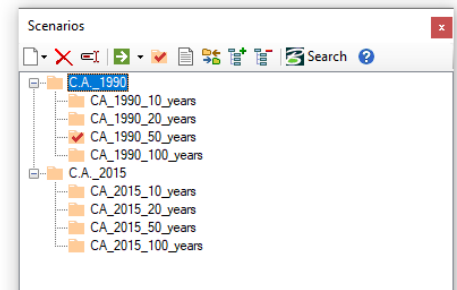 Scenarios
x
Search ?
C.A._1990
CA_1990_10_years
CA_1990_20_years
CA_1990_50_years
CA_1990_100_years
C.A._2015
CA_2015_10_years
CA_2015_20_years
CA_2015_50_years
CA_2015_100_years